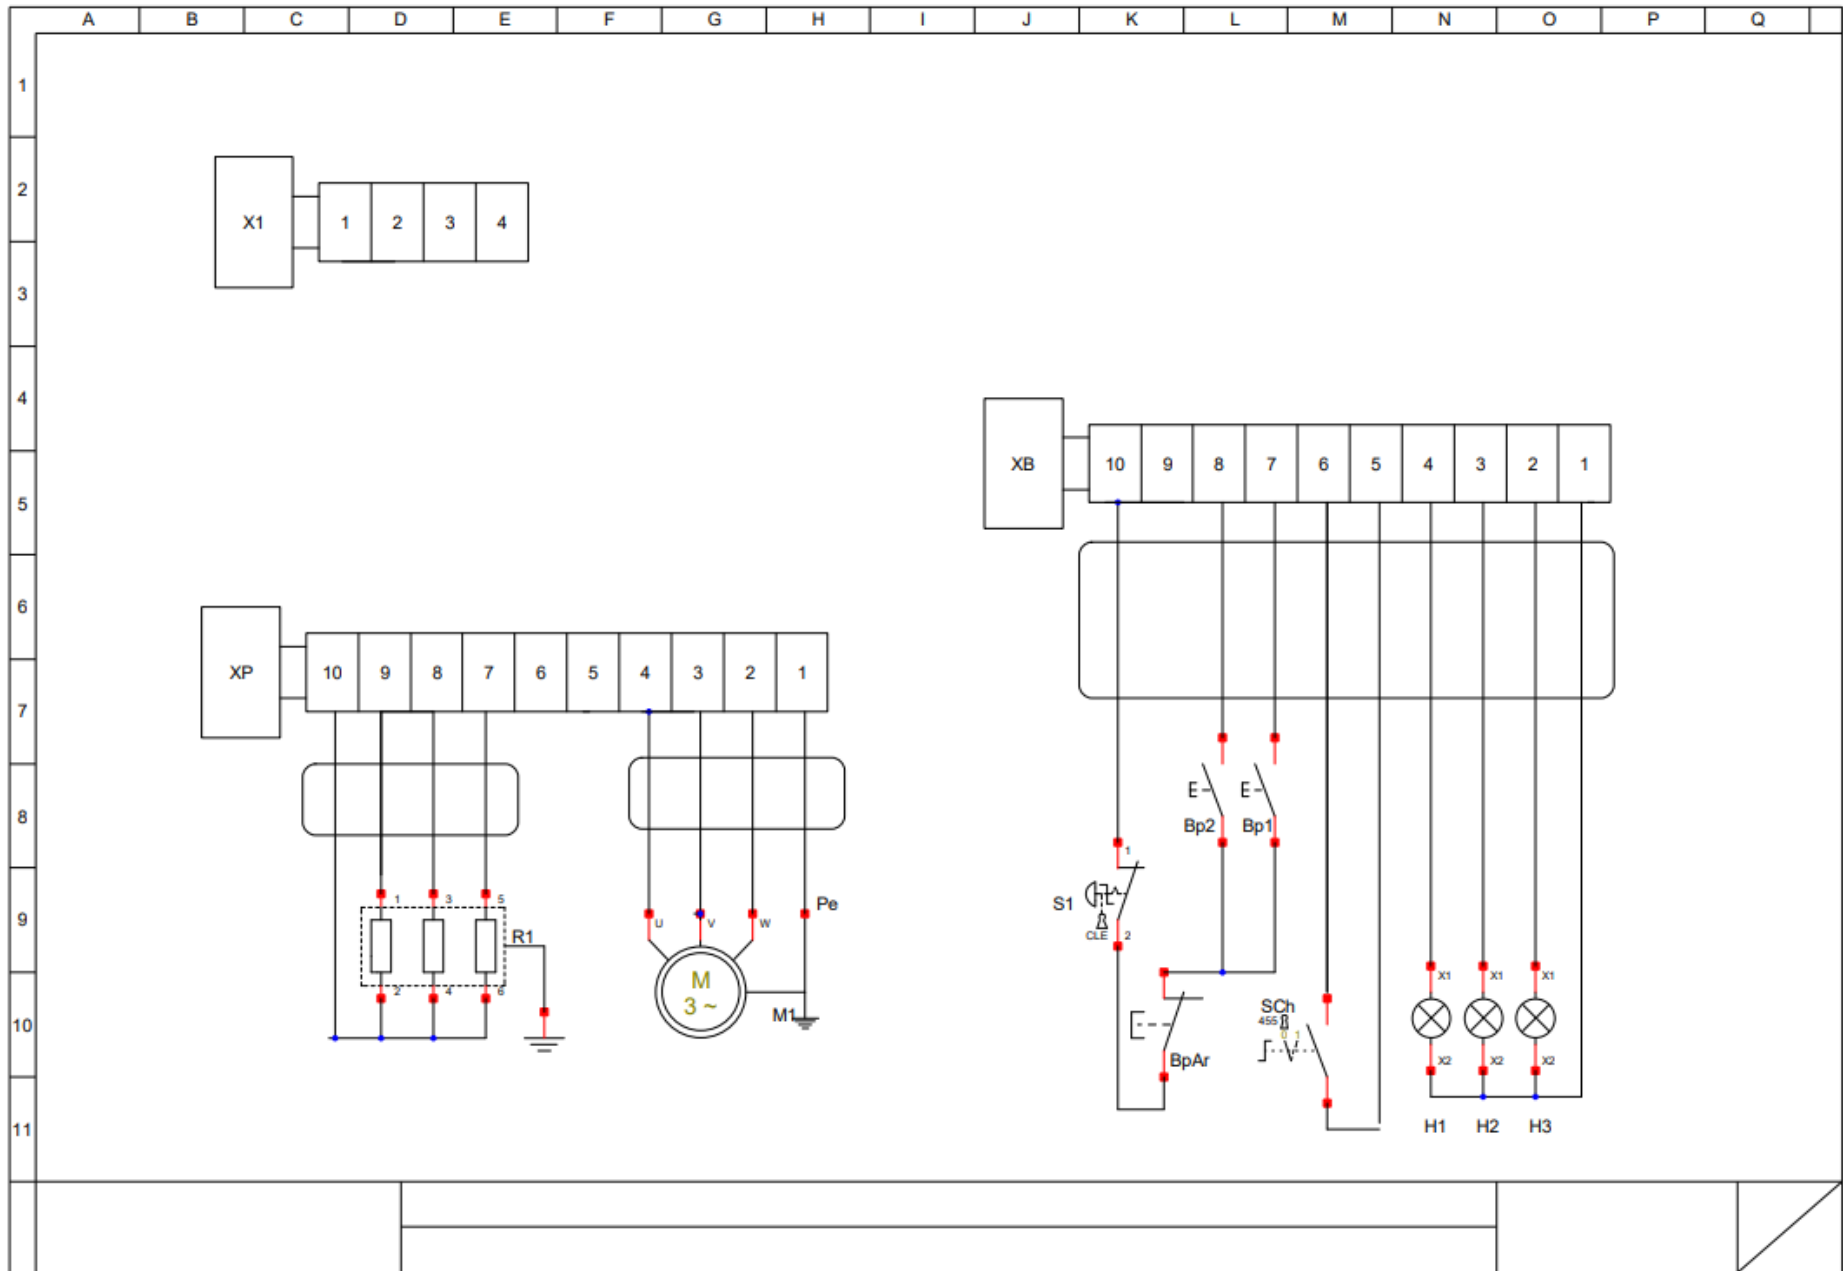 A B C D E F G H I J K L M N O P Q
1
2
X1 1 2 3 4
3
4
XB 10 9 8 7 6 5 4 3 2 1
5
6
XP 10 9 8 7 6 5 4 3 2 1
7
8
Bp2 Bp1
1
S1
CLE 2
9
1 3 5
R1
2 4 6
U V W Pe
M
3 ~
M1
10
BpAr
SCh
455
0 1
X1 X1 X1
X2 X2 X2
11
H1 H2 H3